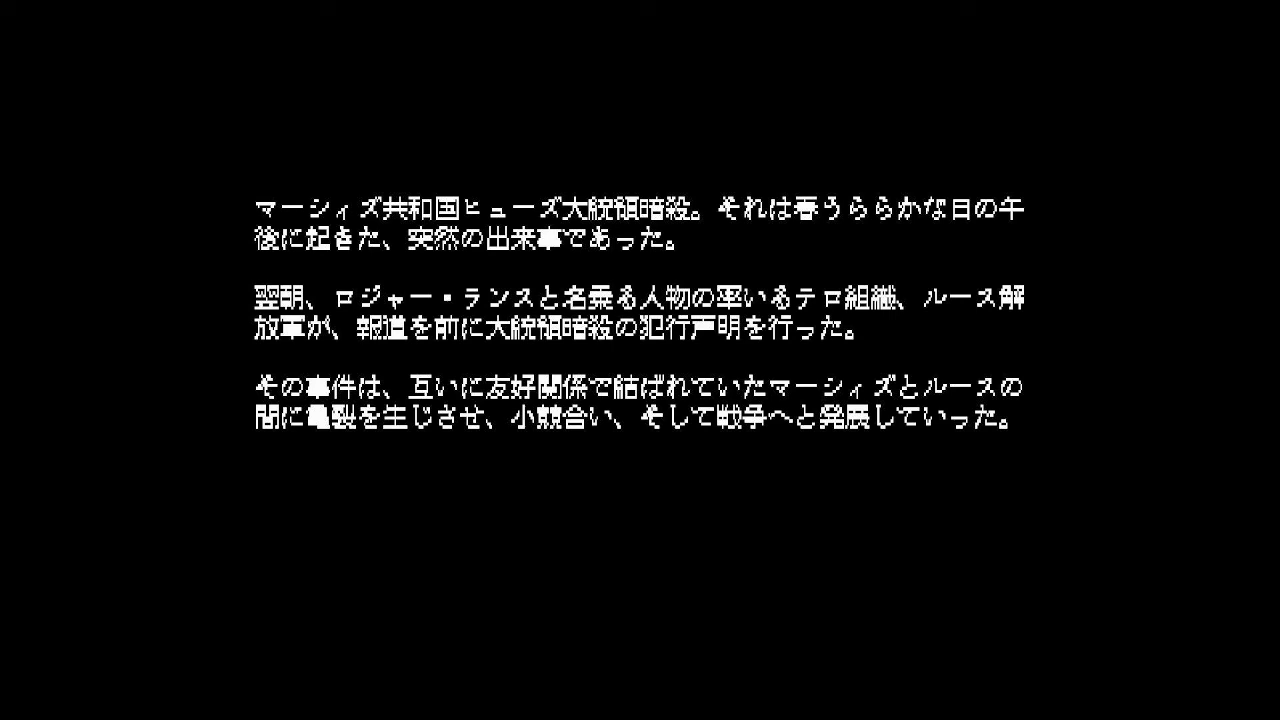 マーシィズ共和国ヒューズ大統領暗殺。それは春うららかな日の午
後に起きた、突然の出来事であった。
翌朝、ロジャー・ランスと名乗る人物の率いるテロ組織、ルース解
放軍が、報道を前に大統領暗殺の犯行声明を行った。
その事件は、互いに友好関係で結ばれていたマーシィズとルースの
間に亀裂を生じさせ、小競合い、そして戦争へと発展していった。